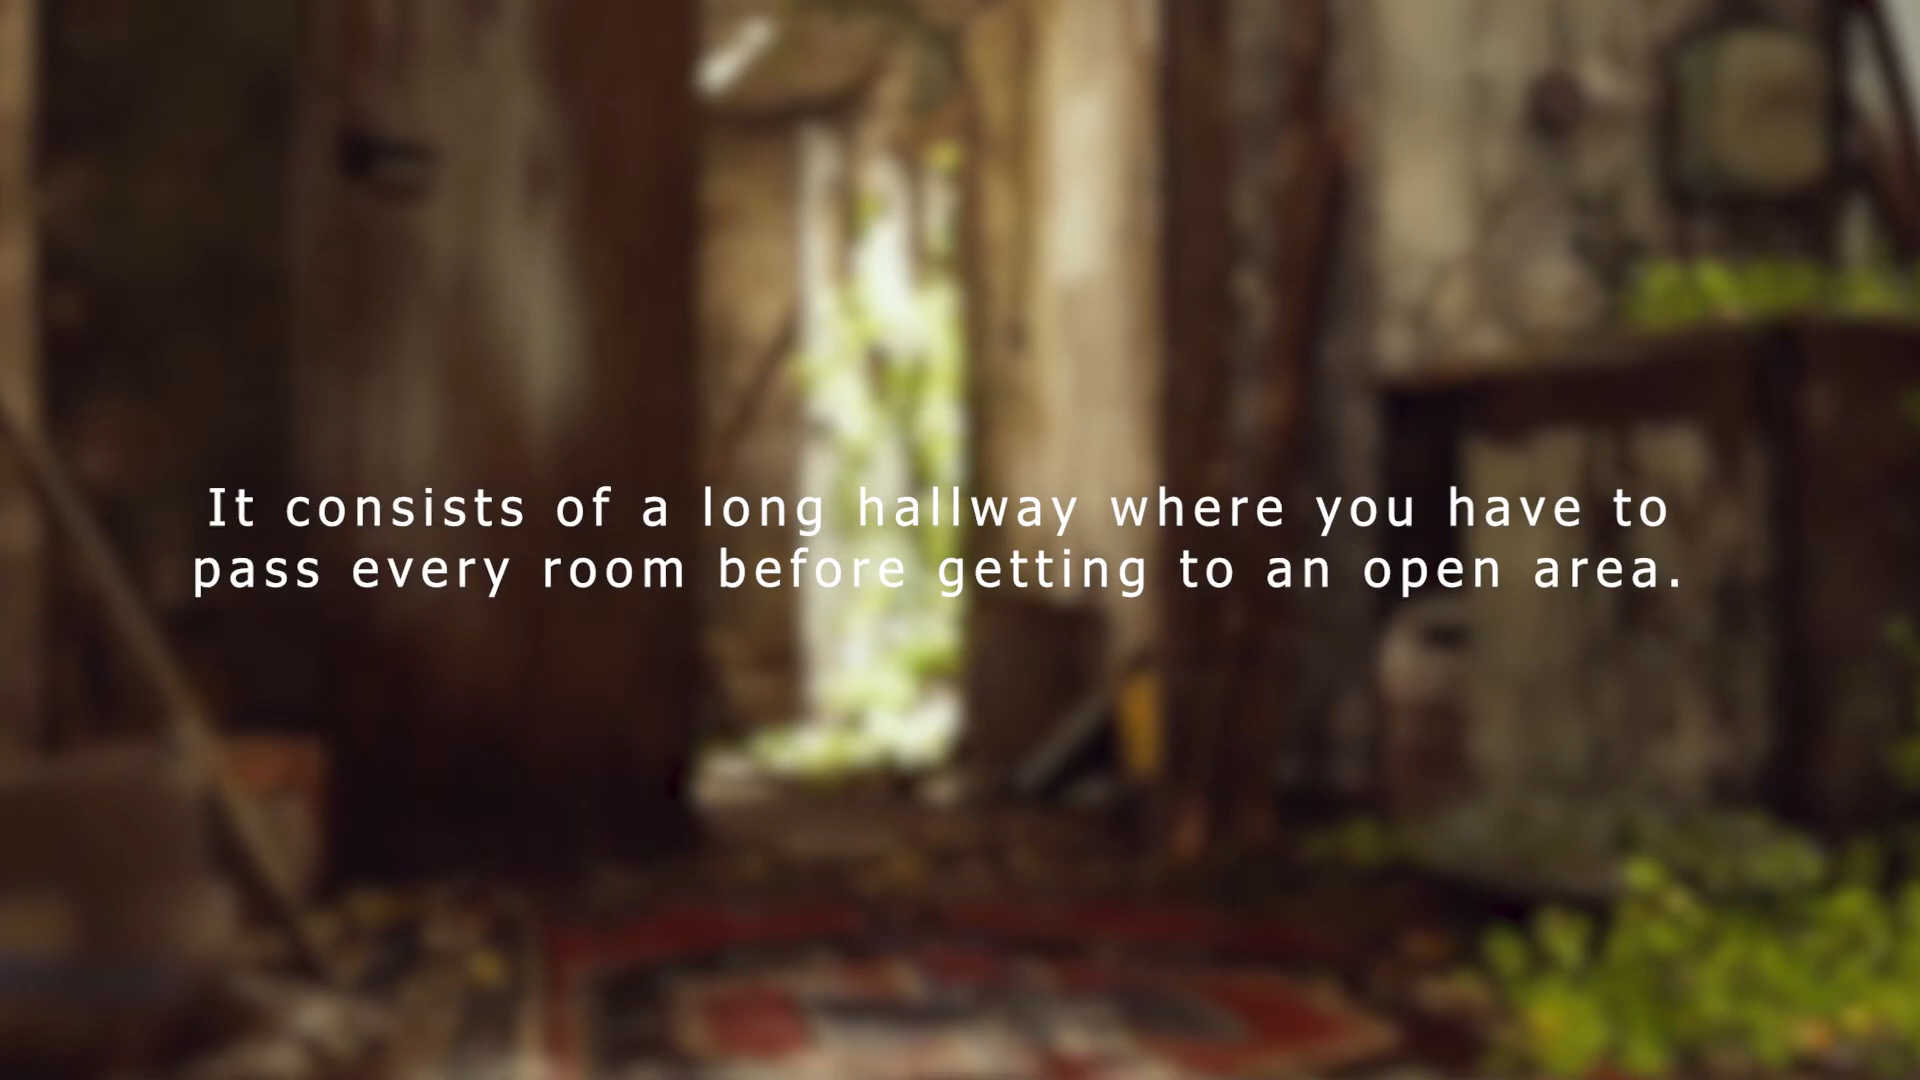 It consists of a long hallway where you have to
pass every room before getting to an open area.